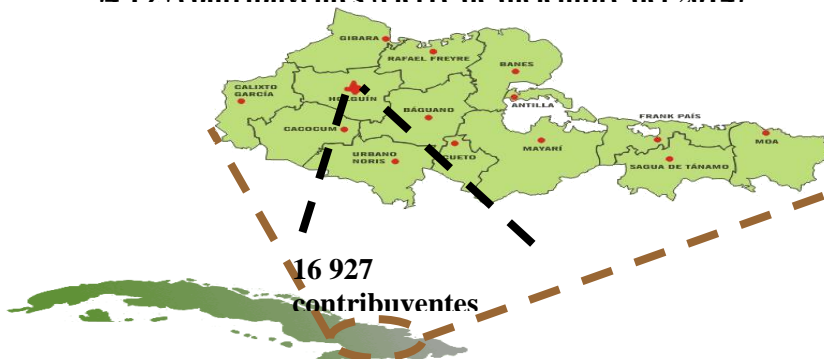 contribuyentes
GIBARA
RAFAEL FREYRE
BANES
CALIXTO
GARCÍA
HOLGUÍN
BÁGUANO
ANTILLA
FRANK PAÍS
CACOCUM
URBANO
NORIS
CUETO
MAYARÍ
SAGUA DE TÁNAMO
MOA
16 927
contribuyentes